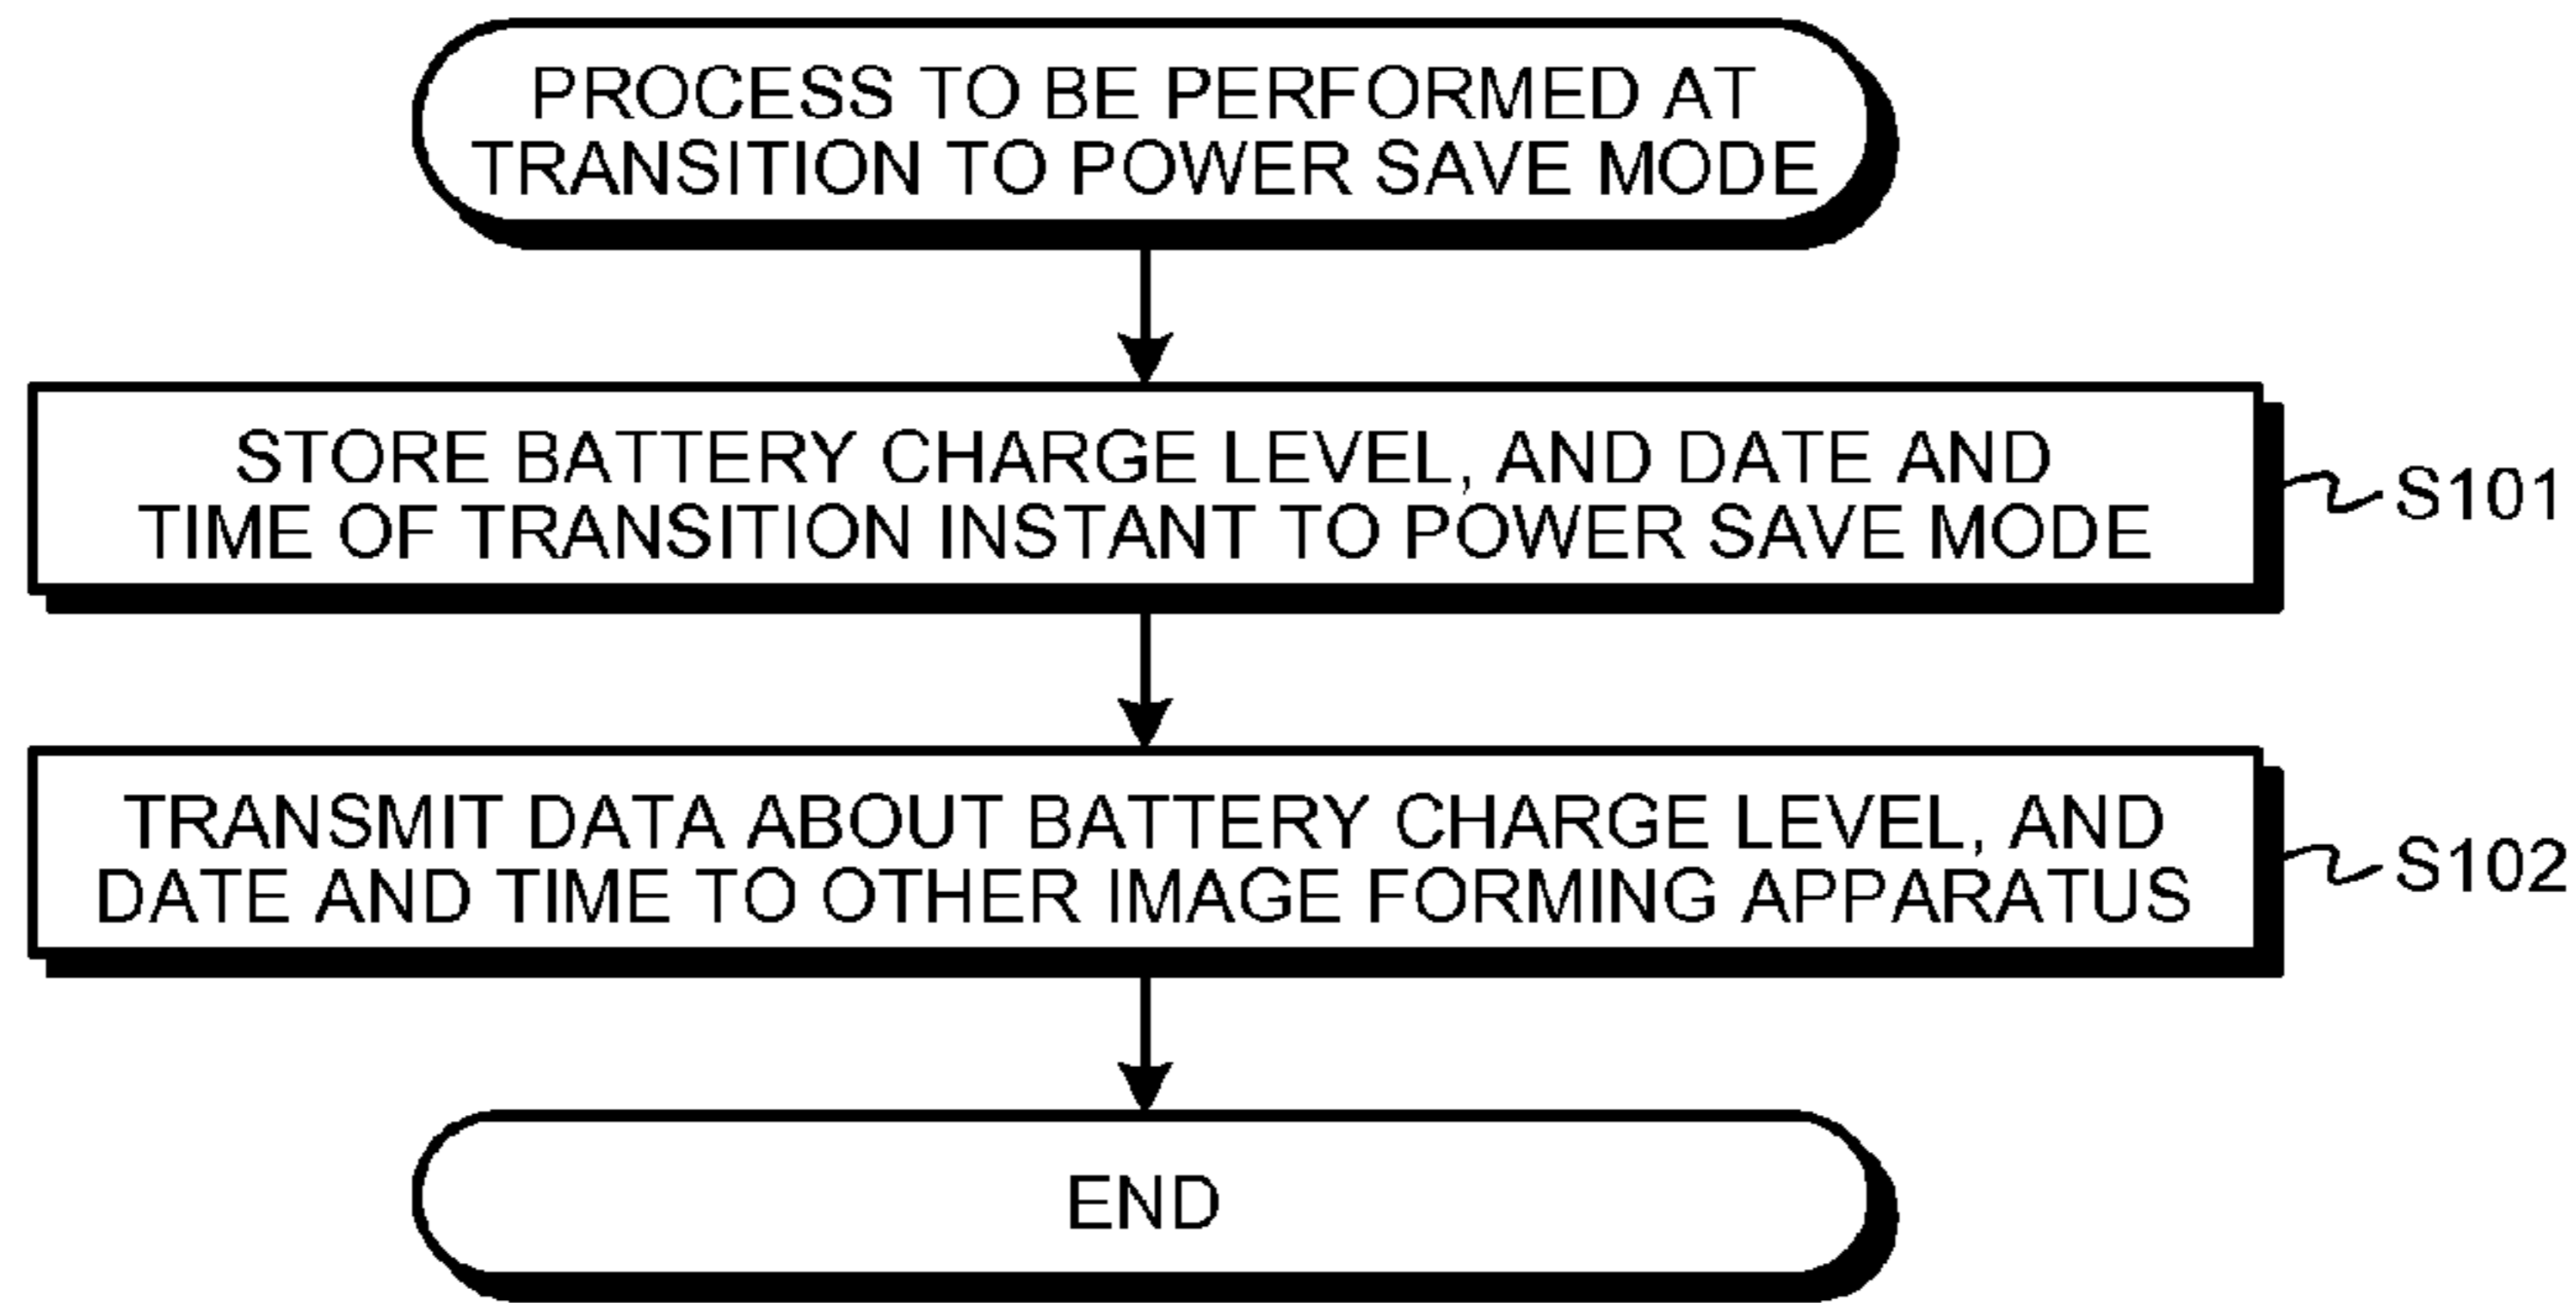 PROCESS TO BE PERFORMED AT
TRANSITION TO POWER SAVE MODE
STORE BATTERY CHARGE LEVEL, AND DATE AND
TIME OF TRANSITION INSTANT TO POWER SAVE MODE
S101
TRANSMIT DATA ABOUT BATTERY CHARGE LEVEL, AND
DATE AND TIME TO OTHER IMAGE FORMING APPARATUS
S102
END